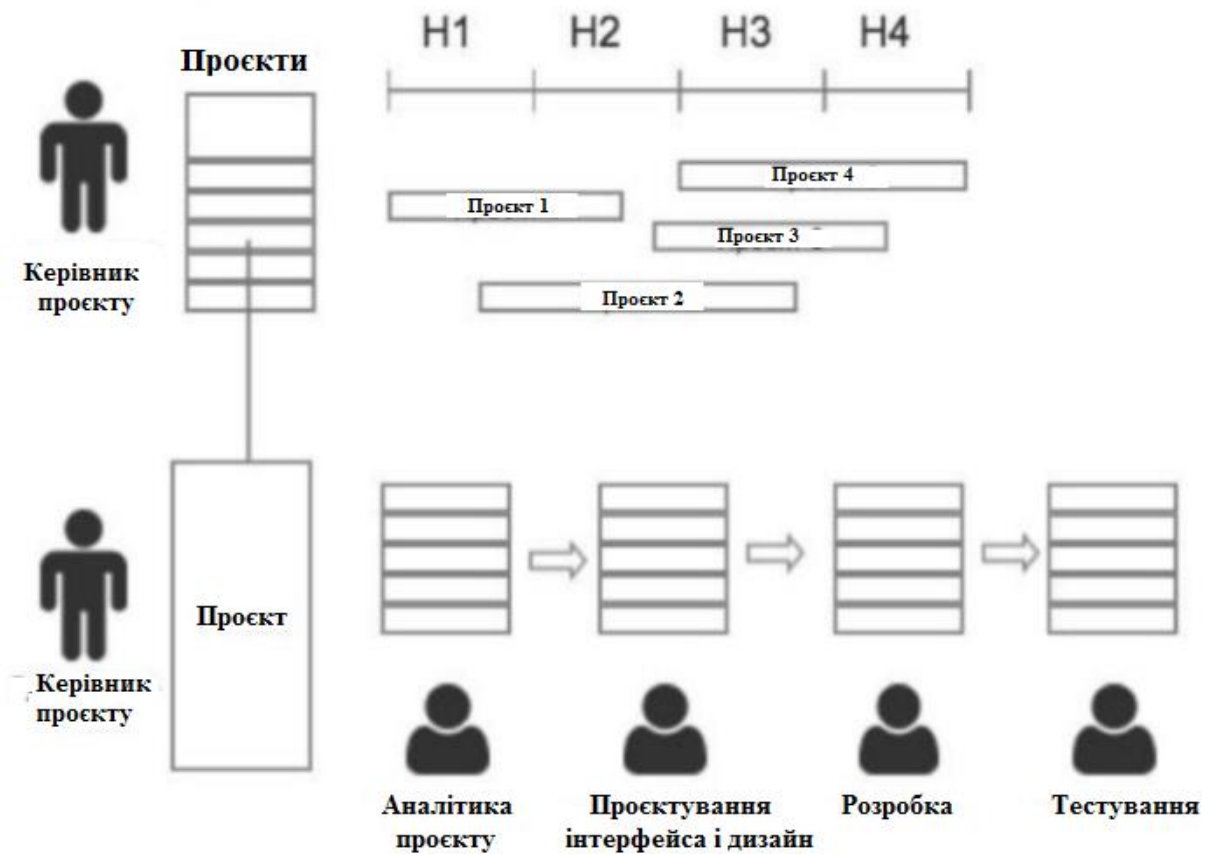 H1 H2 H3 H4
Проєкти
Проєкт 4
Проєкт 1
Проєкт 3
Проєкт 2
Керівник
проєкту
Проєкт
Керівник
проєкту
Аналітика
проєкту
Проєктування
інтерфейса і дизайн
Розробка
Тестування